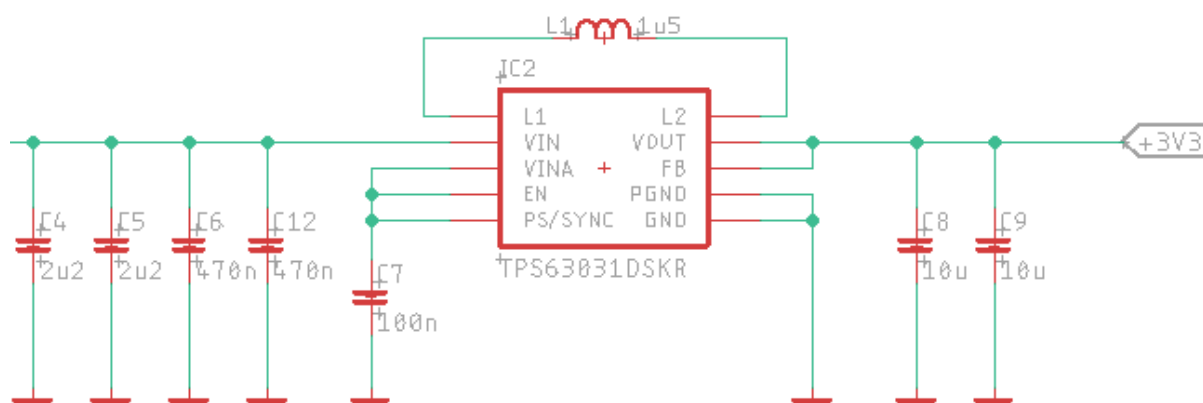 L1 1u5
IC2
L1 L2
VIN VOUT
VINA FB
EN PGND
PS/SYNC GND
TPS63031DSKR
+3V3
C4 C5 C6 C12
2u2 2u2 470n 470n
C7
100n
C8 C9
10u 10u